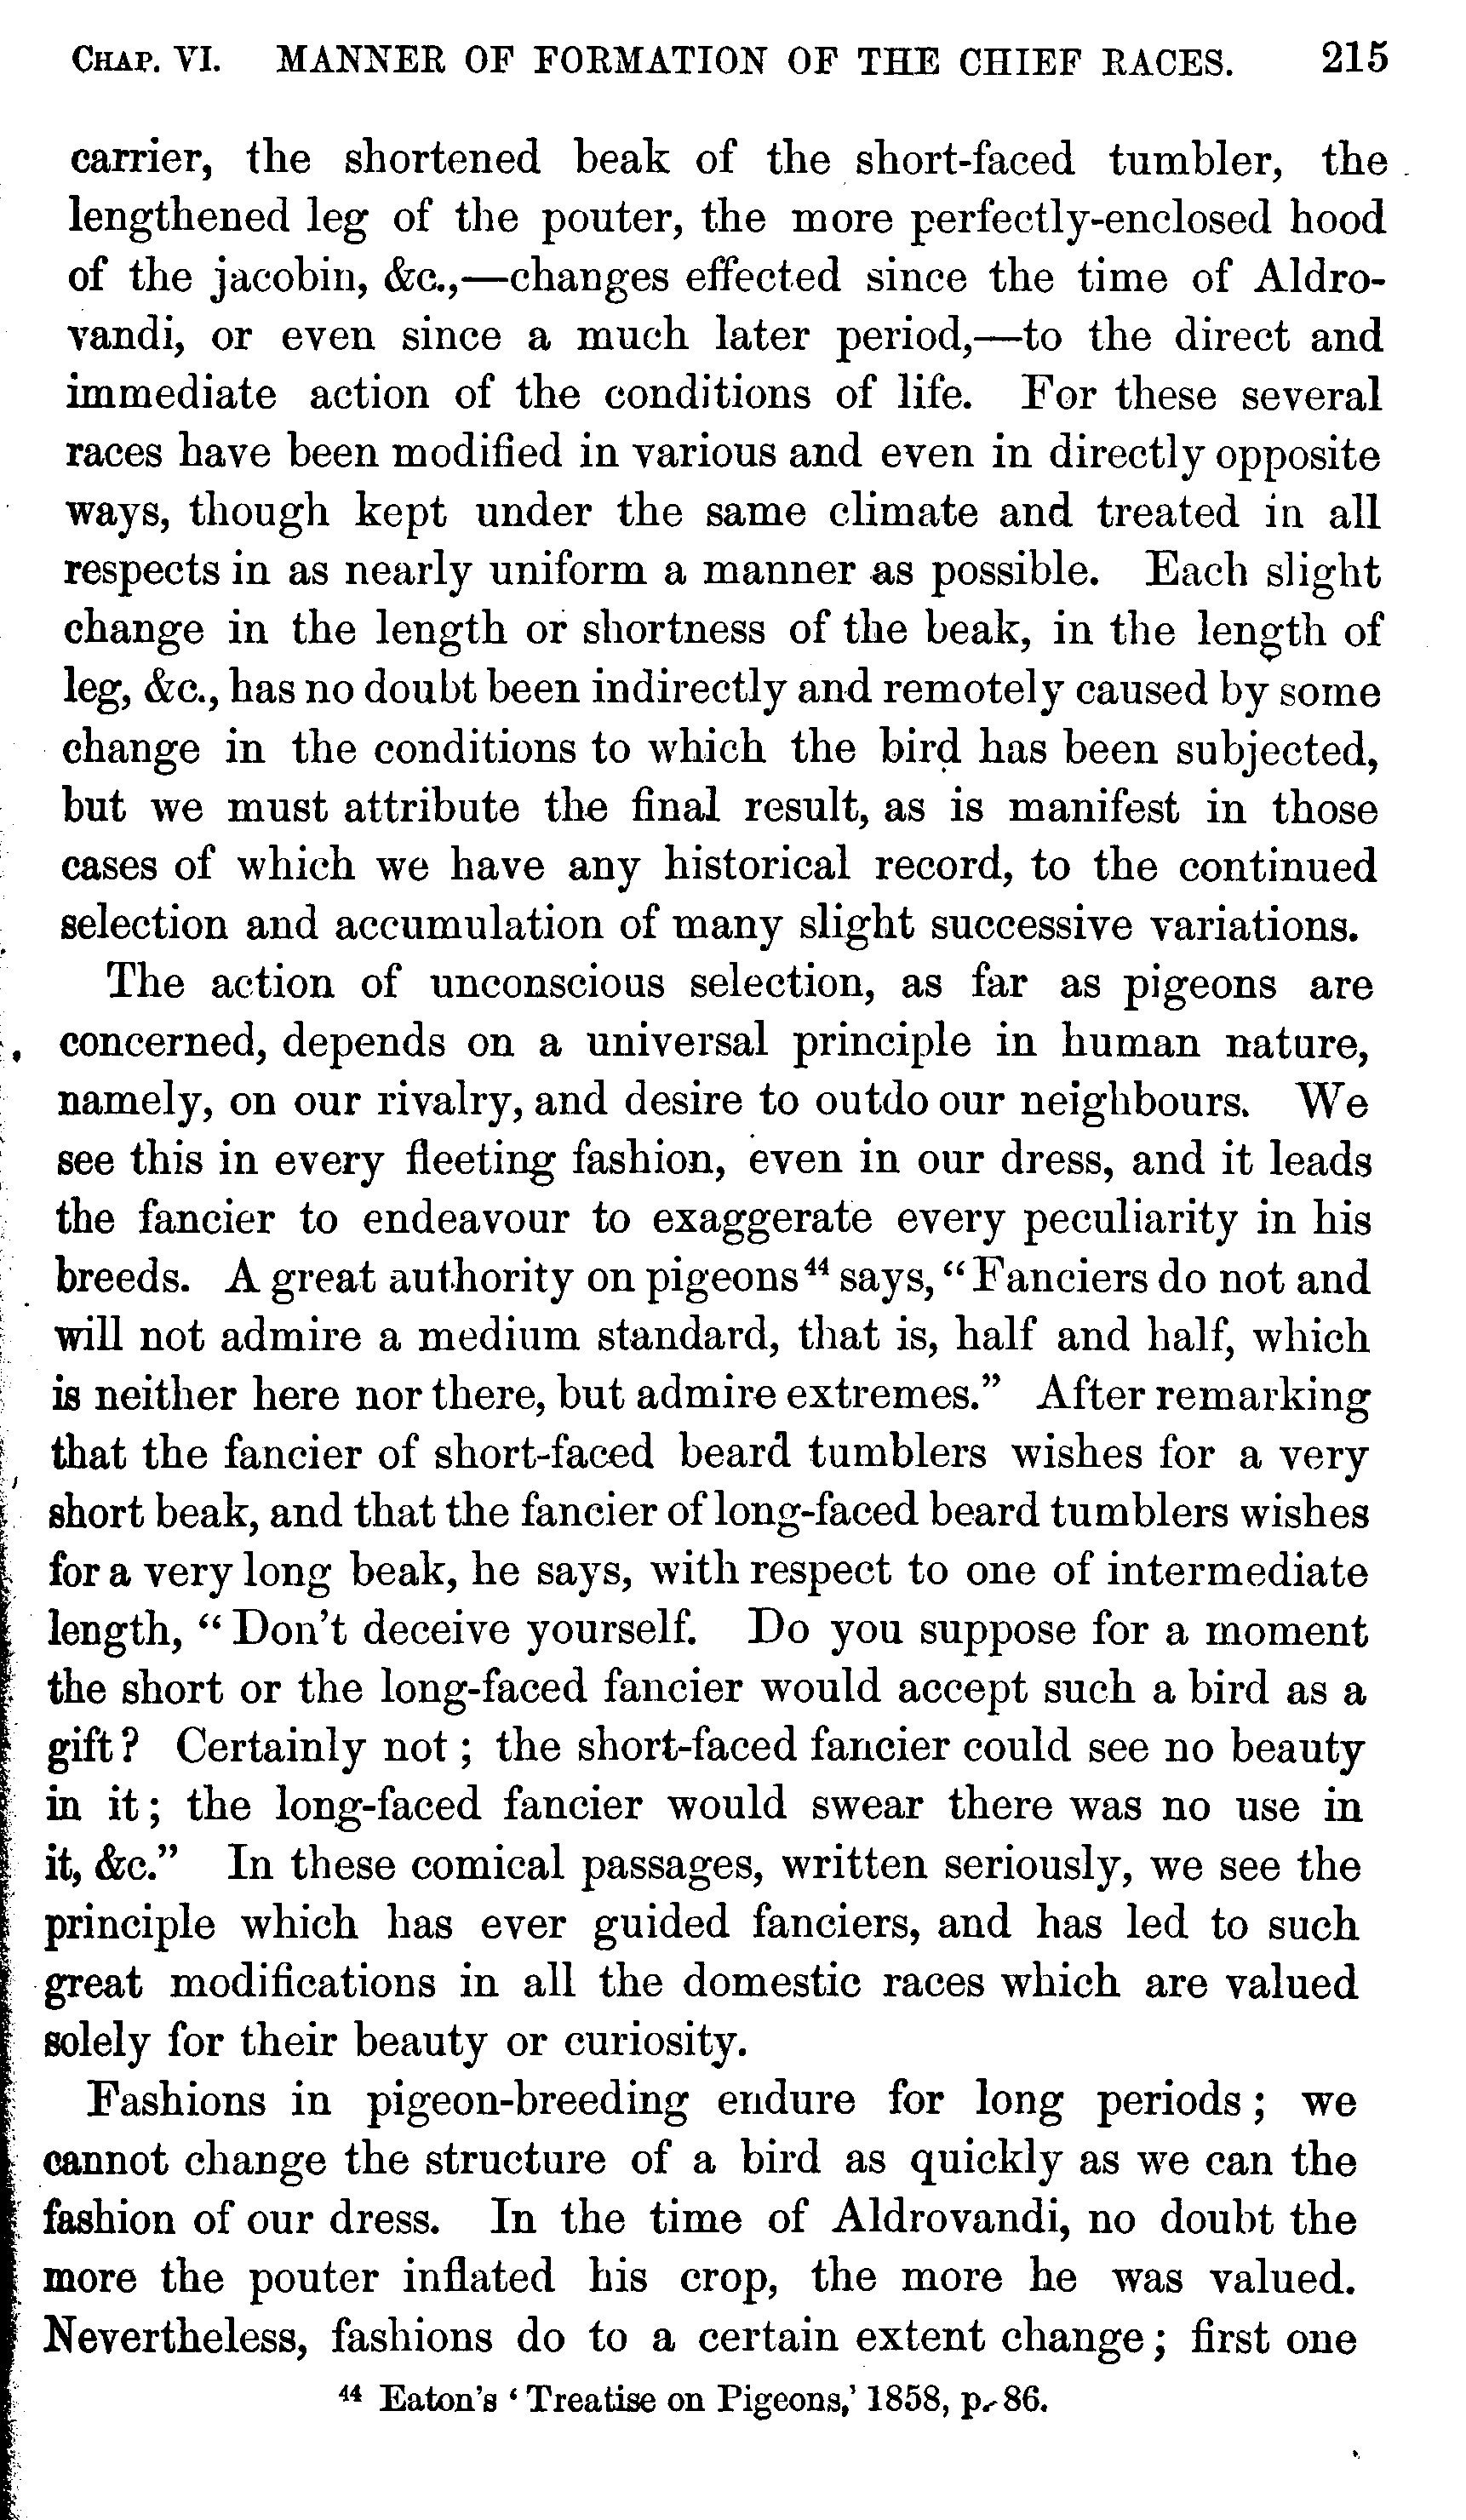 CHAP. VI. MANNER OF FORMATION OF THE CHIEF RACES. 215
carrier, the shortened beak of the short-faced tumbler, the
lengthened leg of the pouter, the more perfectly-enclosed hood
of the jacobin, &c.,—changes effected since the time of Aldro-
vandi, or even since a much later period,—to the direct and
immediate action of the conditions of life. For these several
races have been modified in various and even in directly opposite
ways, though kept under the same climate and treated in all
respects in as nearly uniform a manner as possible. Each slight
change in the length or shortness of the beak, in the length of
leg, &c., has no doubt been indirectly and remotely caused by some
change in the conditions to which the bird has been subjected,
but we must attribute the final result, as is manifest in those
cases of which we have any historical record, to the continued
selection and accumulation of many slight successive variations.
The action of unconscious selection, as far as pigeons are
concerned, depends on a universal principle in human nature,
namely, on our rivalry, and desire to outdo our neighbours. We
see this in every fleeting fashion, even in our dress, and it leads
the fancier to endeavour to exaggerate every peculiarity in his
breeds. A great authority on pigeons⁴⁴ says, “Fanciers do not and
will not admire a medium standard, that is, half and half, which
is neither here nor there, but admire extremes.” After remarking
that the fancier of short-faced beard tumblers wishes for a very
short beak, and that the fancier of long-faced beard tumblers wishes
for a very long beak, he says, with respect to one of intermediate
length, “Don't deceive yourself. Do you suppose for a moment
the short or the long-faced fancier would accept such a bird as a
gift? Certainly not; the short-faced fancier could see no beauty
in it; the long-faced fancier would swear there was no use in
it, &c.” In these comical passages, written seriously, we see the
principle which has ever guided fanciers, and has led to such
great modifications in all the domestic races which are valued
solely for their beauty or curiosity.
Fashions in pigeon-breeding endure for long periods; we
cannot change the structure of a bird as quickly as we can the
fashion of our dress. In the time of Aldrovandi, no doubt the
more the pouter inflated his crop, the more he was valued.
Nevertheless, fashions do to a certain extent change; first one
⁴⁴ Eaton's ‘Treatise on Pigeons,’ 1858, p. 86.